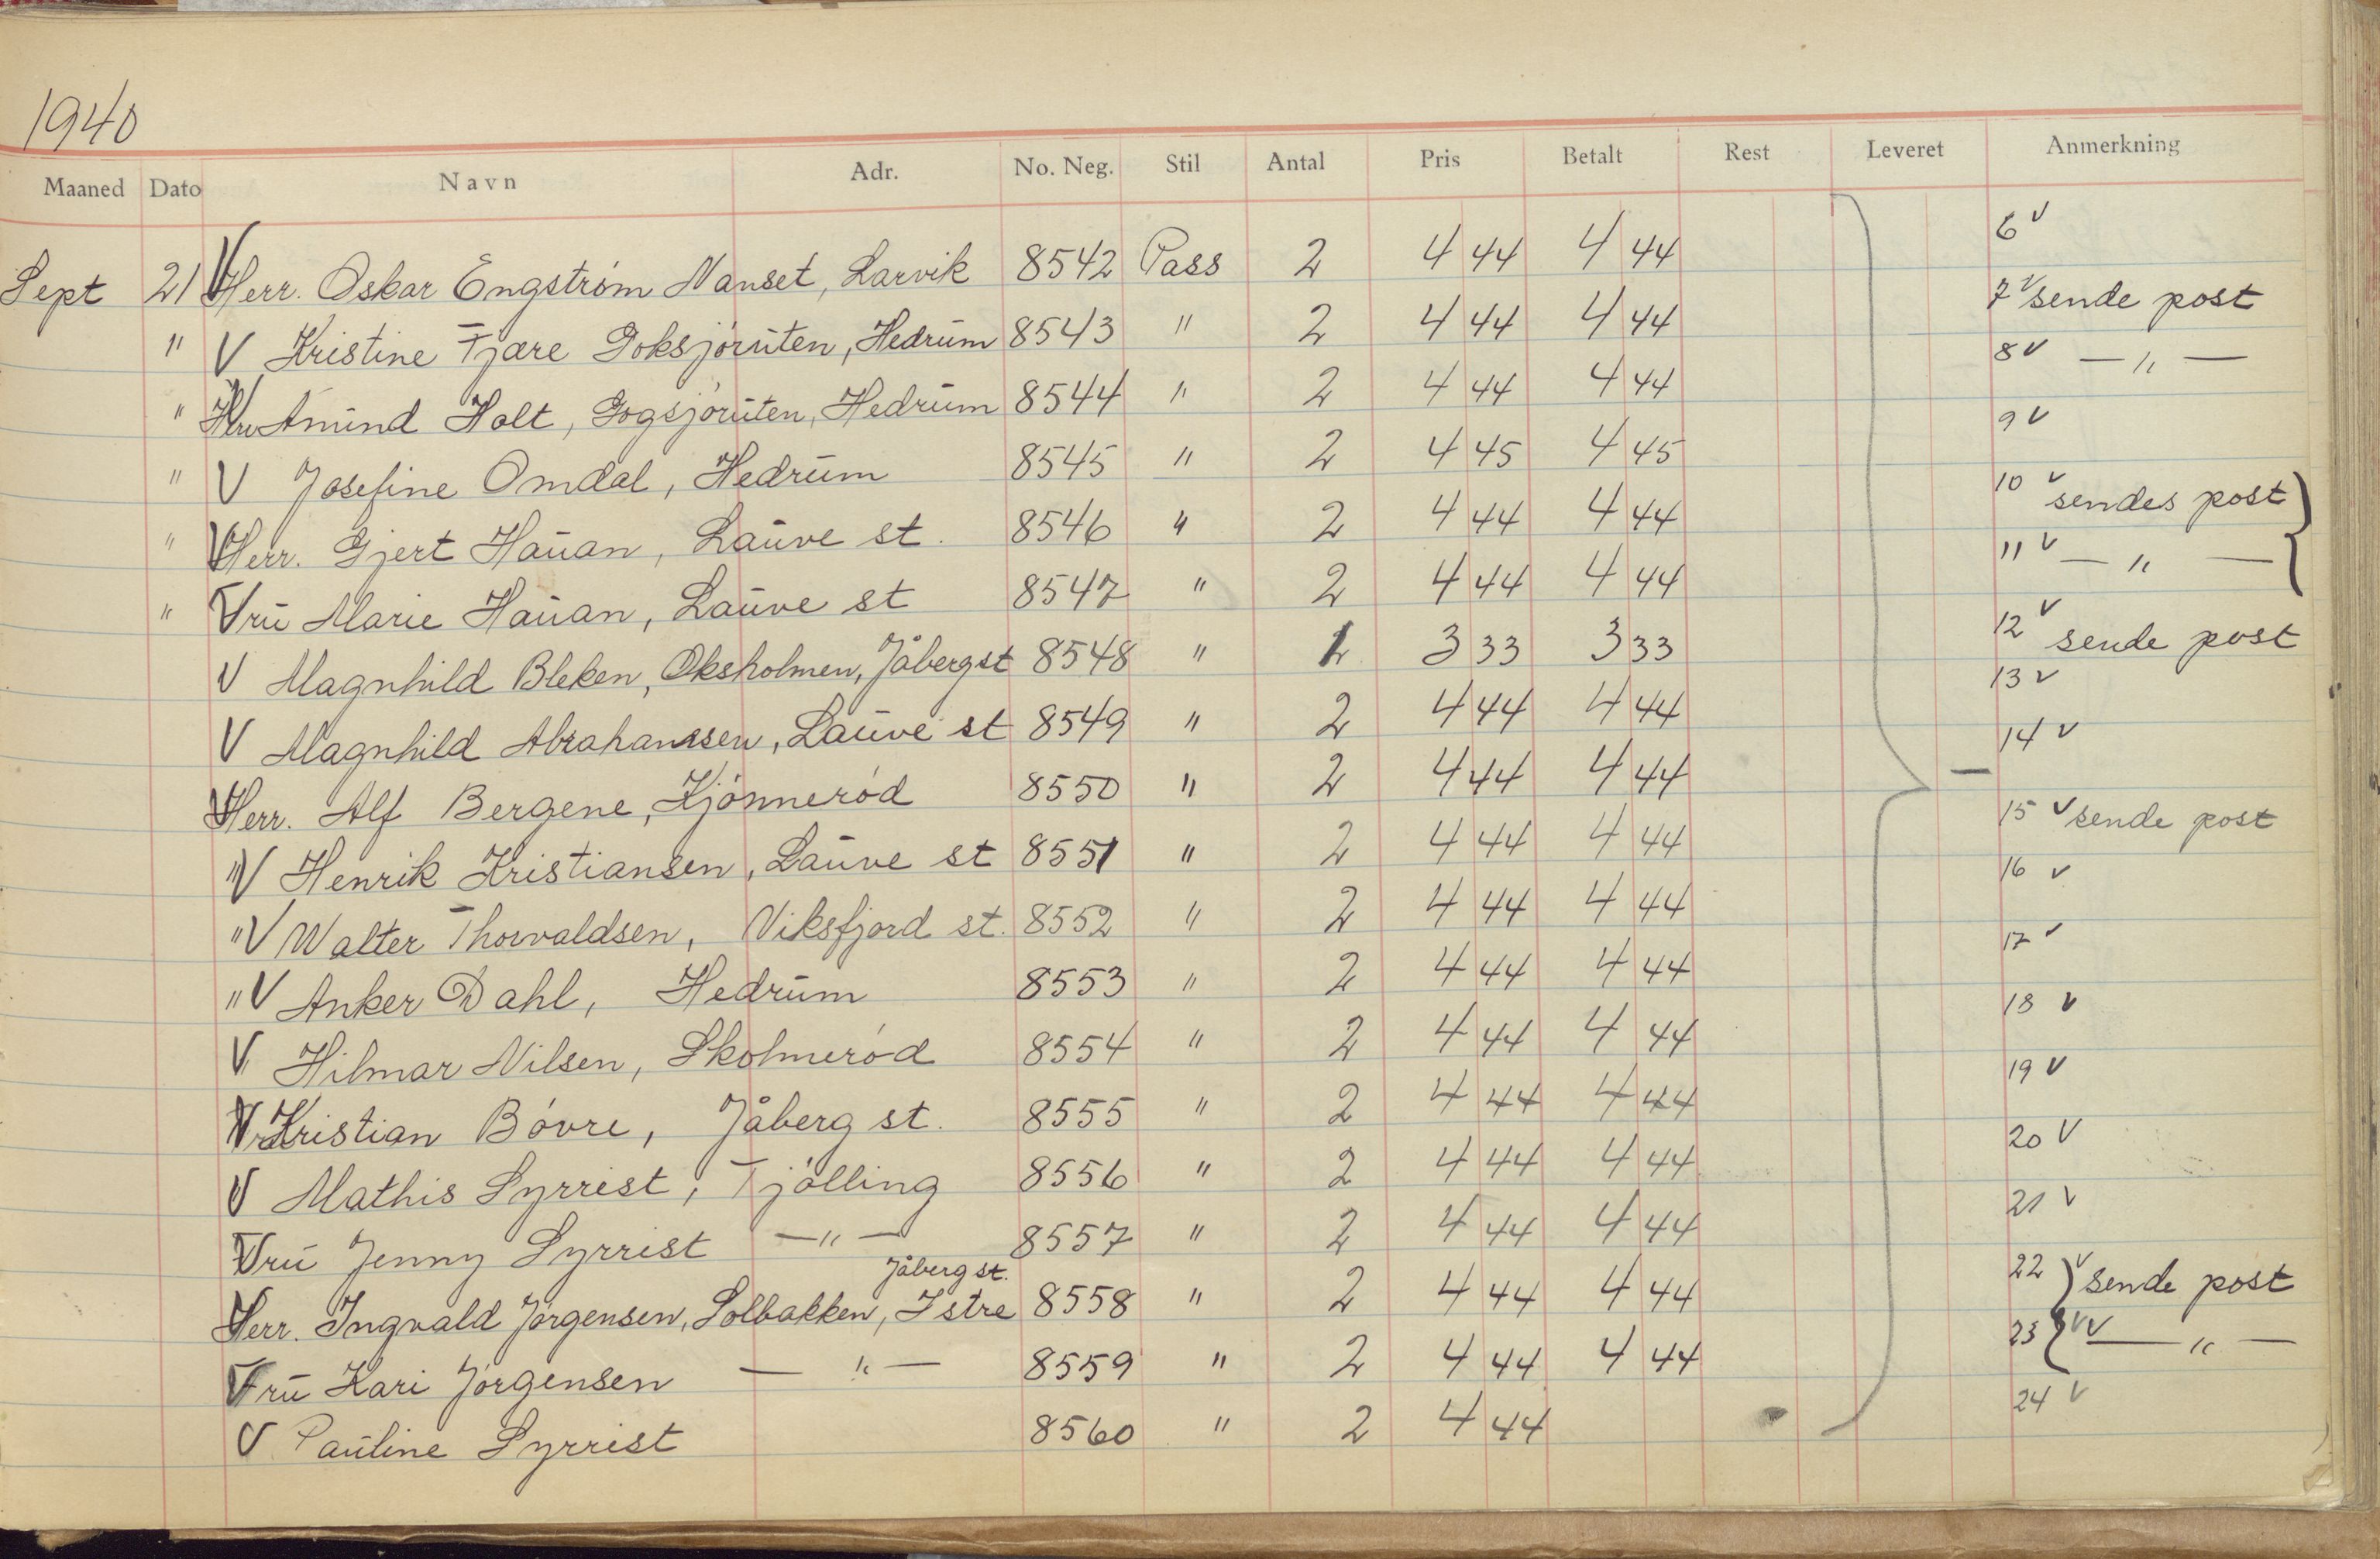 1940
Maaned Dato Navn Adr. No. Neg. Stil Antal Pris Betalt Rest Leveret Anmerkning
Sept 21 V Herr. Oskar Engstrøm Nanset, Larvik 8542 Pass 2 4 44 4 44 6 V
" V Kristine Fjære Goksjøruten, Hedrum 8543 " 2 4 44 4 44 7 V sende post
" V Herr Amund Holt, Gogsjøruten, Hedrum 8544 " 2 4 44 4 44 8 V — " —
" V Josefine Omdal, Hedrum 8545 " 2 4 45 4 45 9 V
" V Herr. Gjert Hauan, Lauve st. 8546 " 2 4 44 4 44 10 V sendes post
" V Fru Marie Hauan, Lauve st 8547 " 2 4 44 4 44 11 V — " —
V Magnhild Bleken, Oksholmen, Jåberg st 8548 " 1 3 33 3 33 12 V sende post
V Magnhild Abrahamsen, Lauve st 8549 " 2 4 44 4 44 13 V
V Herr. Alf Bergene, Kjønnerød 8550 " 2 4 44 4 44 — 14 V
" V Henrik Kristiansen, Lauve st 8551 " 2 4 44 4 44 15 V sende post
" V Walter Thorvaldsen, Viksfjord st. 8552 " 2 4 44 4 44 16 V
" V Anker Dahl, Hedrum 8553 " 2 4 44 4 44 17 V
V Hilmar Nilsen, Skolmerød 8554 " 2 4 44 4 44 18 V
V Kristian Bøvre, Jåberg st. 8555 " 2 4 44 4 44 19 V
V Mathis Syrrist, Tjølling 8556 " 2 4 44 4 44 20 V
V Fru Jenny Syrrist — " — 8557 " 2 4 44 4 44 21 V
Jåberg st.
V Herr. Ingvald Jørgensen, Solbakken, Istre 8558 " 2 4 44 4 44 22 V sende post
V Fru Kari Jørgensen — " — 8559 " 2 4 44 4 44 23 V V — " —
V Pauline Syrrist 8560 " 2 4 44 24 V